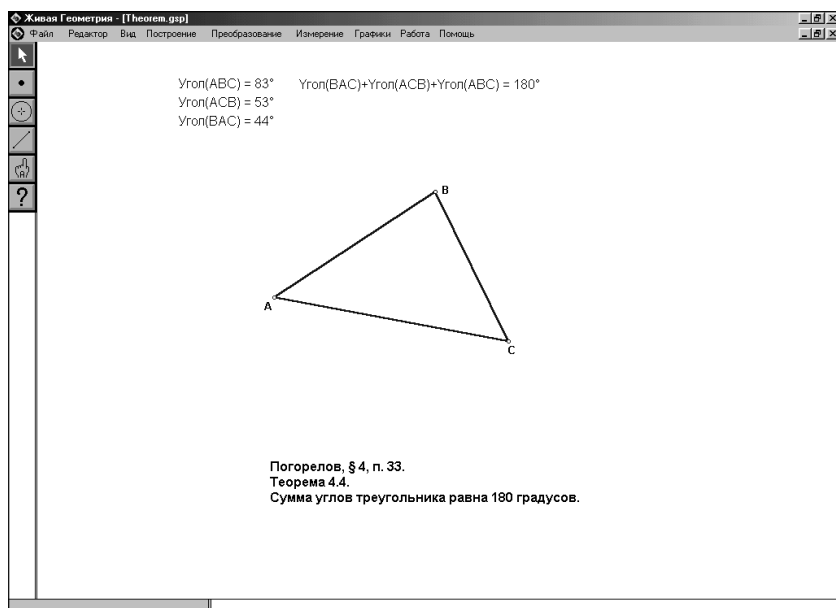 Живая Геометрия - [Theorem.gsp]
Файл Редактор Вид Построение Преобразование Измерение Графики Работа Помощь
Угол(ABC) = 83° Угол(BAC)+Угол(ACB)+Угол(ABC) = 180°
Угол(ACB) = 53°
Угол(BAC) = 44°
B
A
C
Погорелов, § 4, п. 33.
Теорема 4.4.
Сумма углов треугольника равна 180 градусов.